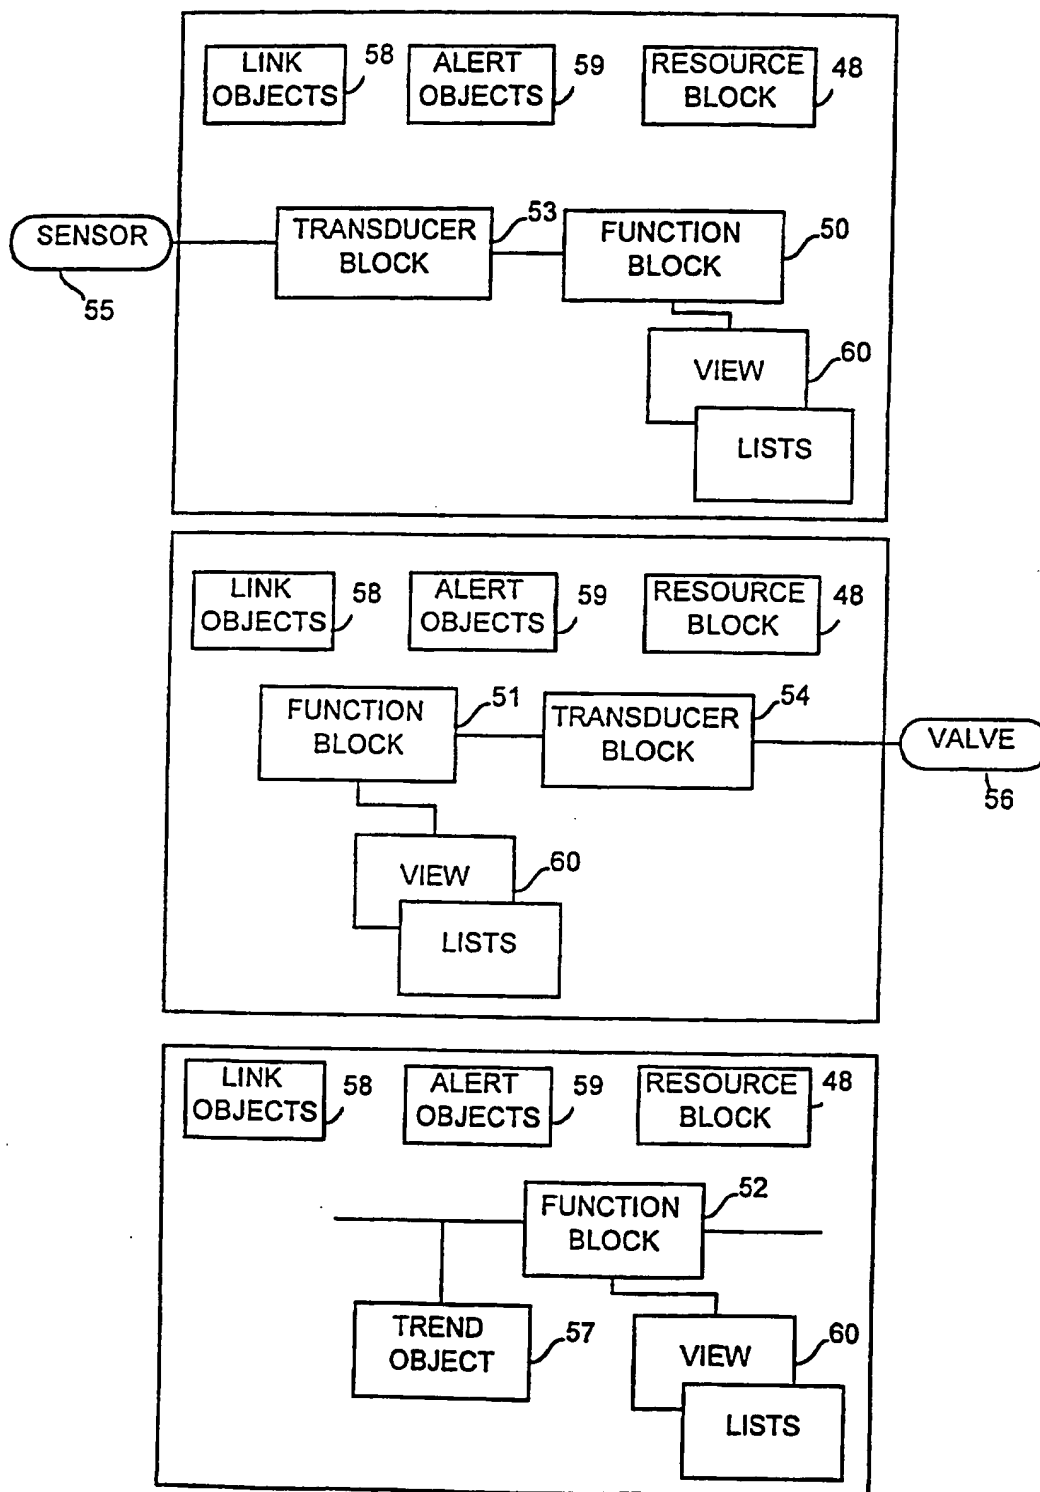 LINK
OBJECTS
58
ALERT
OBJECTS
59
RESOURCE
BLOCK
48
SENSOR
55
TRANSDUCER
BLOCK
53
FUNCTION
BLOCK
50
VIEW
60
LISTS
LINK
OBJECTS
58
ALERT
OBJECTS
59
RESOURCE
BLOCK
48
FUNCTION
BLOCK
51
TRANSDUCER
BLOCK
54
VALVE
56
VIEW
60
LISTS
LINK
OBJECTS
58
ALERT
OBJECTS
59
RESOURCE
BLOCK
48
FUNCTION
BLOCK
52
TREND
OBJECT
57
VIEW
60
LISTS